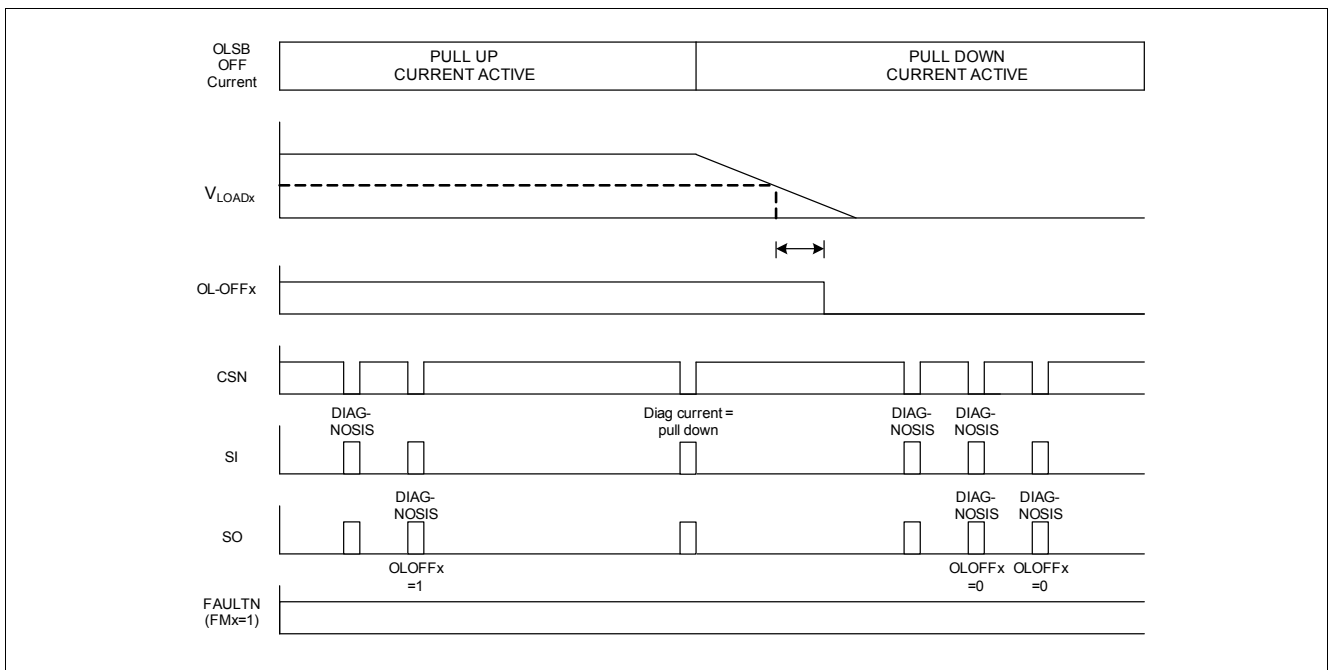 OLSB
OFF
Current
PULL UP
CURRENT ACTIVE
PULL DOWN
CURRENT ACTIVE
VLOADx
OL-OFFx
CSN
DIAG-
NOSIS
Diag current =
pull down
DIAG-
NOSIS
DIAG-
NOSIS
SI
DIAG-
NOSIS
DIAG-
NOSIS
DIAG-
NOSIS
SO
OLOFFx
=1
OLOFFx
=0
OLOFFx
=0
FAULTN
(FMx=1)